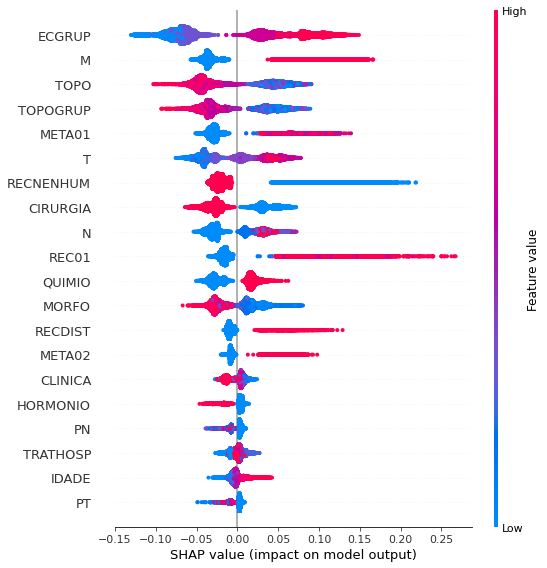 High
ECGRUP
M
TOPO
TOPOGRUP
META01
T
RECNENHUM
CIRURGIA
N
REC01
QUIMIO
MORFO
RECDIST
META02
CLINICA
HORMONIO
PN
TRATHOSP
IDADE
PT
Feature value
Low
−0.15 −0.10 −0.05 0.00 0.05 0.10 0.15 0.20 0.25
SHAP value (impact on model output)